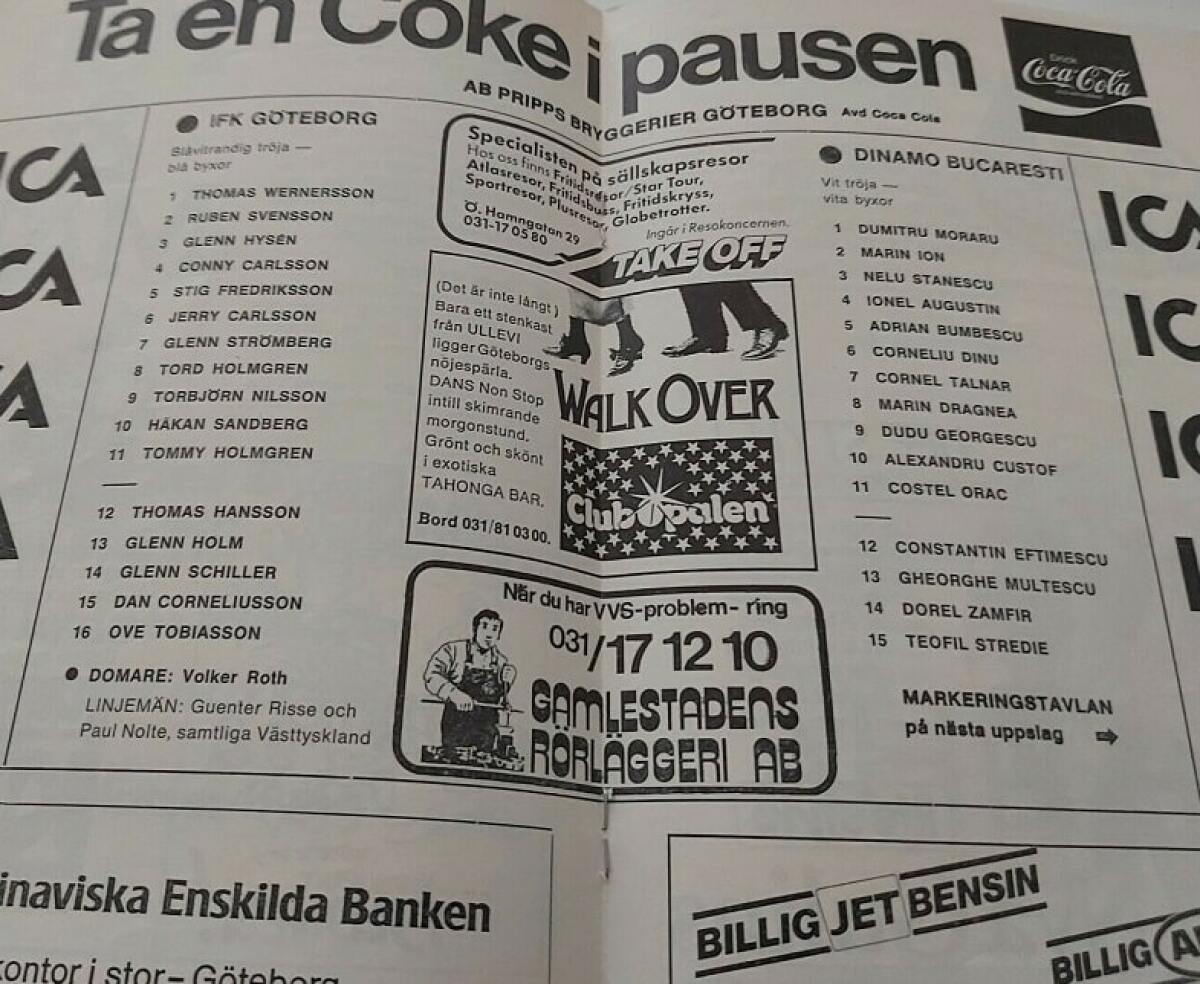 Ta en Coke i pausen
AB PRIPPS BRYGGERIER GÖTEBORG Avd Coca Cola
Coca-Cola
ICA
ICA
● IFK GÖTEBORG
Blåvitrandig tröja —
blå byxor
1 THOMAS WERNERSSON
2 RUBEN SVENSSON
3 GLENN HYSÉN
4 CONNY CARLSSON
5 STIG FREDRIKSSON
6 JERRY CARLSSON
7 GLENN STRÖMBERG
8 TORD HOLMGREN
9 TORBJÖRN NILSSON
10 HÅKAN SANDBERG
11 TOMMY HOLMGREN
—
12 THOMAS HANSSON
13 GLENN HOLM
14 GLENN SCHILLER
15 DAN CORNELIUSSON
16 OVE TOBIASSON
● DOMARE: Volker Roth
LINJEMÄN: Guenter Risse och
Paul Nolte, samtliga Västtyskland
Specialisten på sällskapsresor
Hos oss finns Fritidsresor/Star Tour,
Atlasresor, Fritidsbuss, Fritidskryss,
Sportresor, Plusresor, Globetrotter.
Ö. Hamngatan 29
031-17 05 80
Ingår i Resokoncernen.
TAKE OFF
(Det är inte långt)
Bara ett stenkast
från ULLEVI
ligger Göteborgs
nöjespärla.
DANS Non Stop
intill skimrande
morgonstund.
Grönt och skönt
i exotiska
TAHONGA BAR.
Bord 031/81 03 00.
WALK OVER
Club Opalen
När du har VVS-problem- ring
031/17 12 10
GAMLESTADENS
RÖRLÄGGERI AB
● DINAMO BUCARESTI
Vit tröja —
vita byxor
1 DUMITRU MORARU
2 MARIN ION
3 NELU STANESCU
4 IONEL AUGUSTIN
5 ADRIAN BUMBESCU
6 CORNELIU DINU
7 CORNEL TALNAR
8 MARIN DRAGNEA
9 DUDU GEORGESCU
10 ALEXANDRU CUSTOF
11 COSTEL ORAC
—
12 CONSTANTIN EFTIMESCU
13 GHEORGHE MULTESCU
14 DOREL ZAMFIR
15 TEOFIL STREDIE
MARKERINGSTAVLAN
på nästa uppslag ⇨
inaviska Enskilda Banken
kontor i stor– Göteborg
BILLIG JET BENSIN
BILLIG